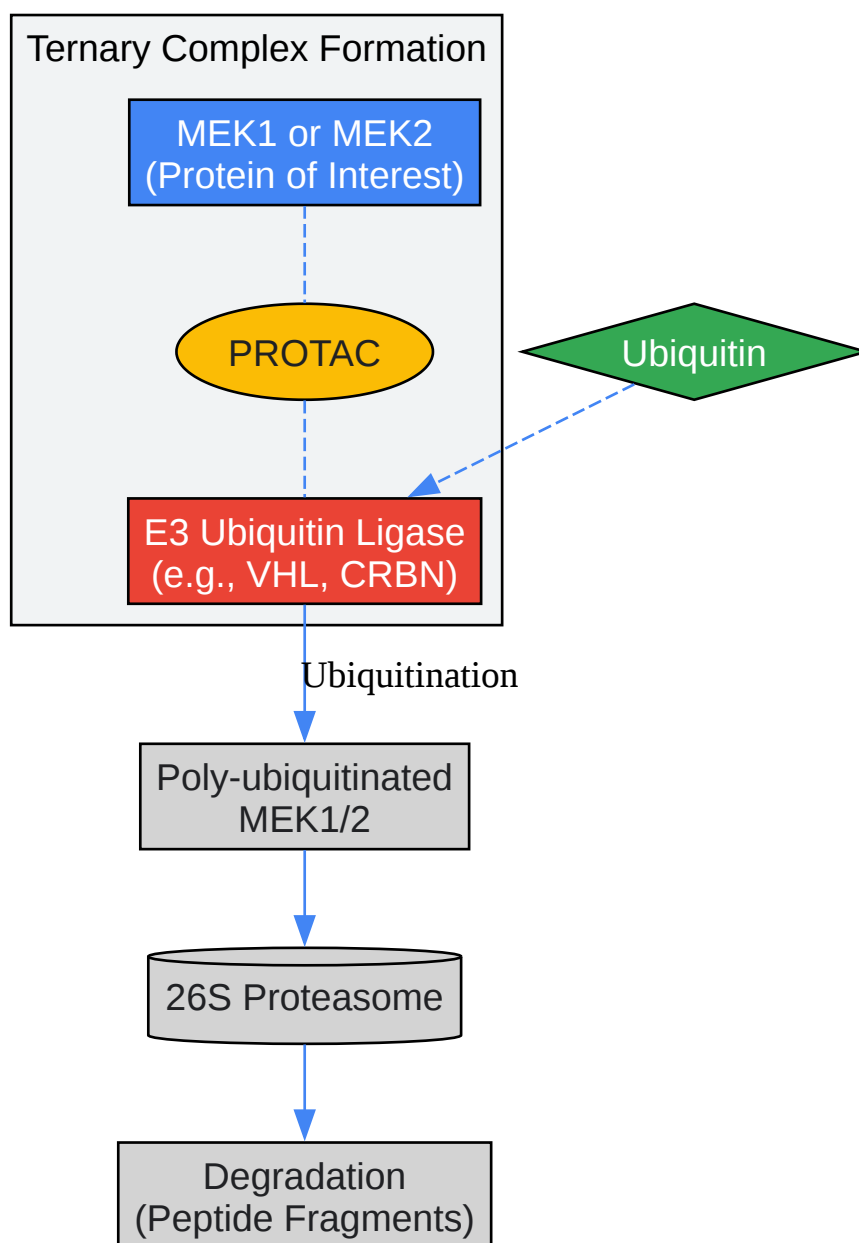 Ternary Complex Formation
MEK1 or MEK2
(Protein of Interest)
PROTAC
Ubiquitin
E3 Ubiquitin Ligase
(e.g., VHL, CRBN)
Ubiquitination
Poly-ubiquitinated
MEK1/2
26S Proteasome
Degradation
(Peptide Fragments)